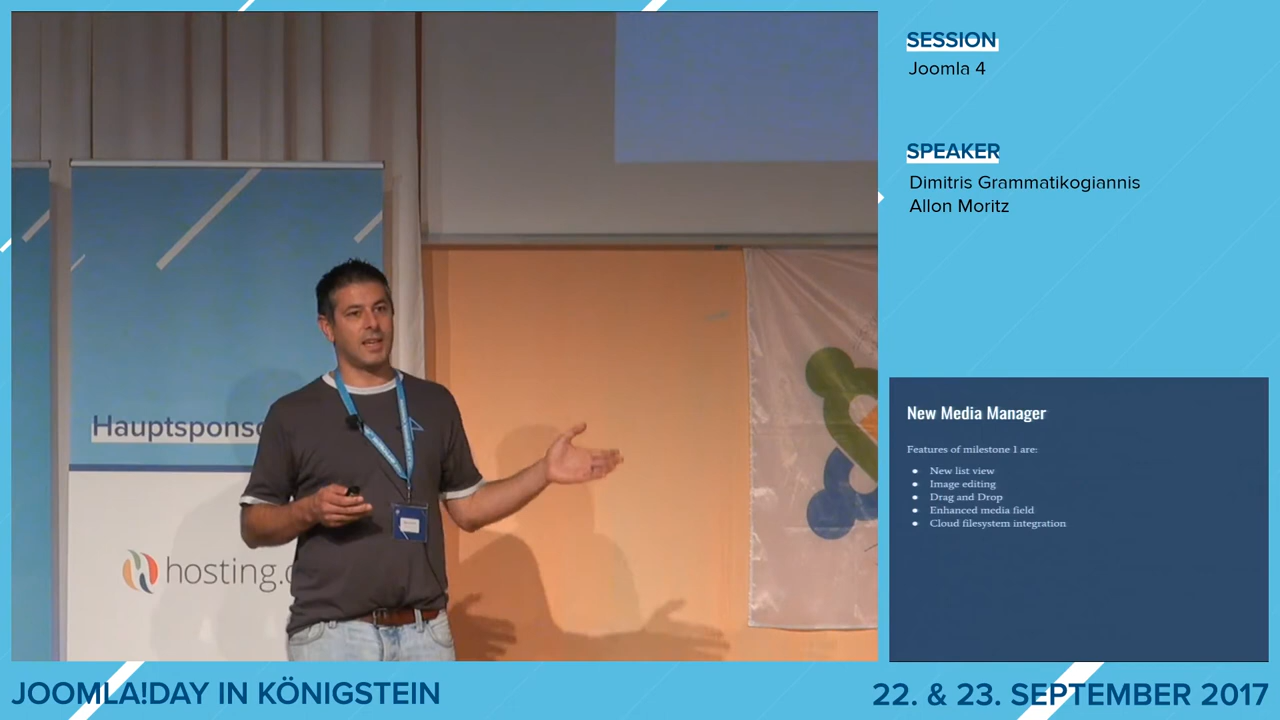 SESSION
Joomla 4
SPEAKER
Dimitris Grammatikogiannis
Allon Moritz
Hauptsponso
hosting.
New Media Manager
Features of milestone 1 are:
● New list view
● Image editing
● Drag and Drop
● Enhanced media field
● Cloud filesystem integration
JOOMLA!DAY IN KÖNIGSTEIN
22. & 23. SEPTEMBER 2017